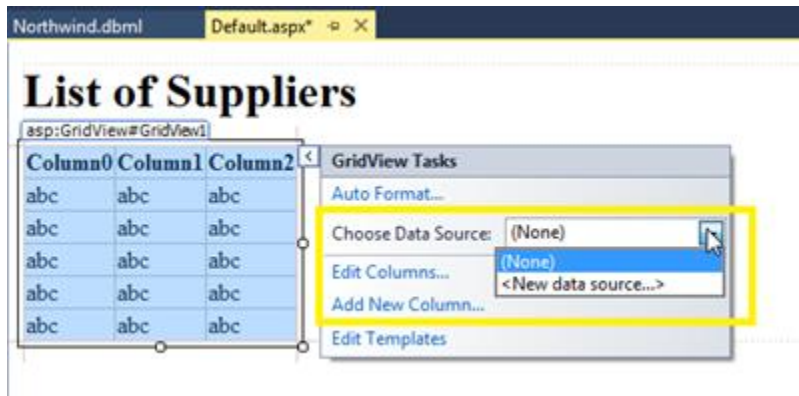 Northwind.dbml Default.aspx*
List of Suppliers
asp:GridView#GridView1
Column0 Column1 Column2
abc abc abc
abc abc abc
abc abc abc
abc abc abc
abc abc abc
GridView Tasks
Auto Format...
Choose Data Source: (None)
(None)
<New data source...>
Edit Columns...
Add New Column...
Edit Templates